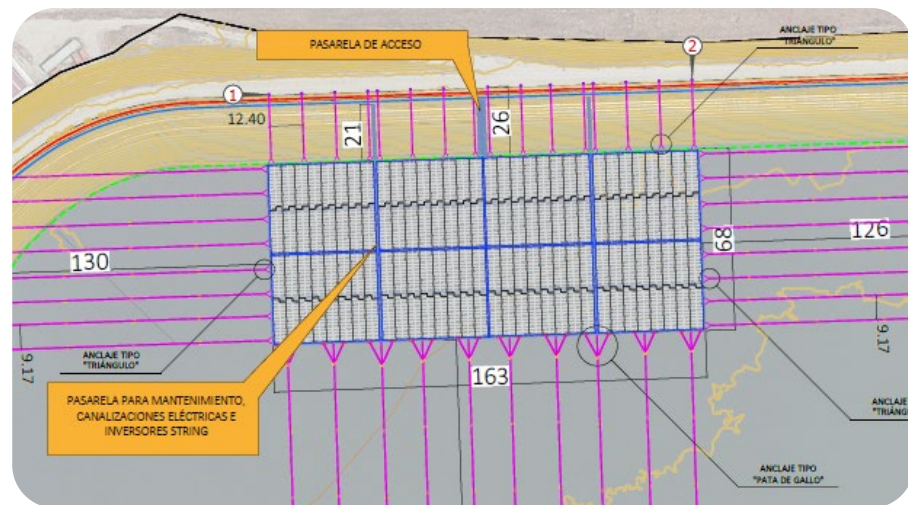 PASARELA DE ACCESO
ANCLAJE TIPO
"TRIÁNGULO"
1
2
12.40
21
26
130
68
126
9.17
9.17
163
ANCLAJE TIPO
"TRIÁNGULO"
PASARELA PARA MANTENIMIENTO,
CANALIZACIONES ELÉCTRICAS E
INVERSORES STRING
ANCLAJE
"TRIÁNGU
ANCLAJE TIPO
"PATA DE GALLO"